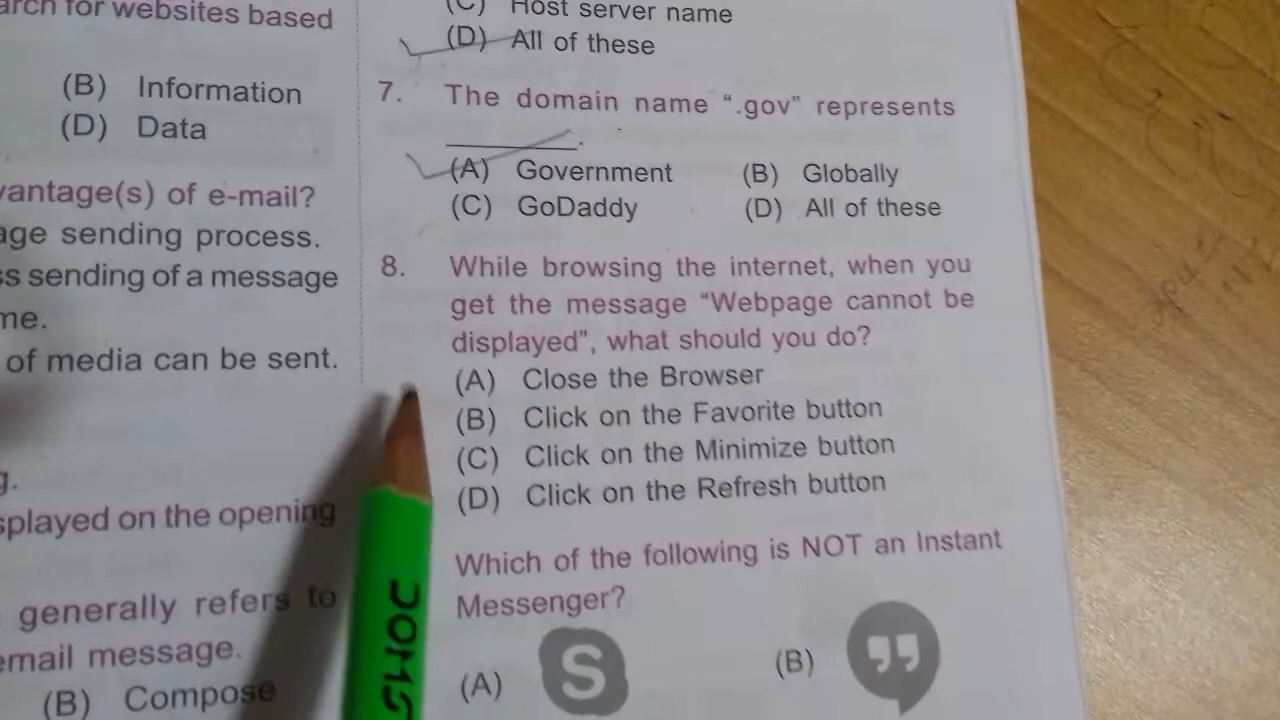 arch for websites based
(B) Information
(D) Data
vantage(s) of e-mail?
age sending process.
ss sending of a message
me.
of media can be sent.
g.
splayed on the opening
generally refers to
email message.
(B) Compose
(C) Host server name
(D) All of these
7. The domain name “.gov” represents
__________.
(A) Government (B) Globally
(C) GoDaddy (D) All of these
8. While browsing the internet, when you
get the message “Webpage cannot be
displayed”, what should you do?
(A) Close the Browser
(B) Click on the Favorite button
(C) Click on the Minimize button
(D) Click on the Refresh button
Which of the following is NOT an Instant
Messenger?
(A) S (B)
JOHS